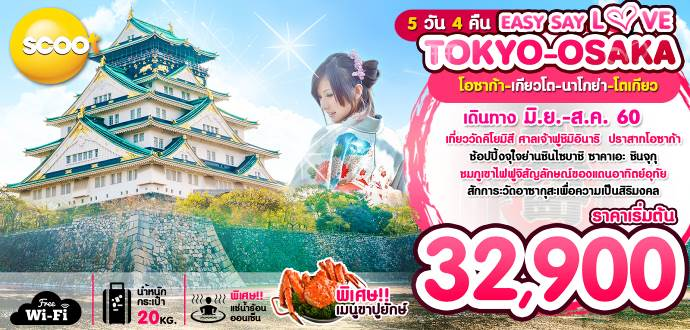 scoot
5 วัน 4 คืน EASY SAY LOVE
TOKYO-OSAKA
โอซาก้า-เกียวโต-นาโกย่า-โตเกียว
เดินทาง มิ.ย.-ส.ค. 60
เที่ยววัดคิโยมิสึ ศาลเจ้าฟูชิมิอินาริ ปราสาทโอซาก้า
ช้อปปิ้งจุใจย่านชินไซบาชิ ซาคาเอะ ชินจุกุ
ชมภูเขาไฟฟูจิสัญลักษณ์ของแดนอาทิตย์อุทัย
สักการะวัดอาซากุสะเพื่อความเป็นสิริมงคล
ราคาเริ่มต้น
32,900
Free
Wi-Fi
น้ำหนัก
กระเป๋า
20KG.
พิเศษ!!
แช่น้ำร้อน
ออนเซ็น
พิเศษ!!
เมนูขาปูยักษ์